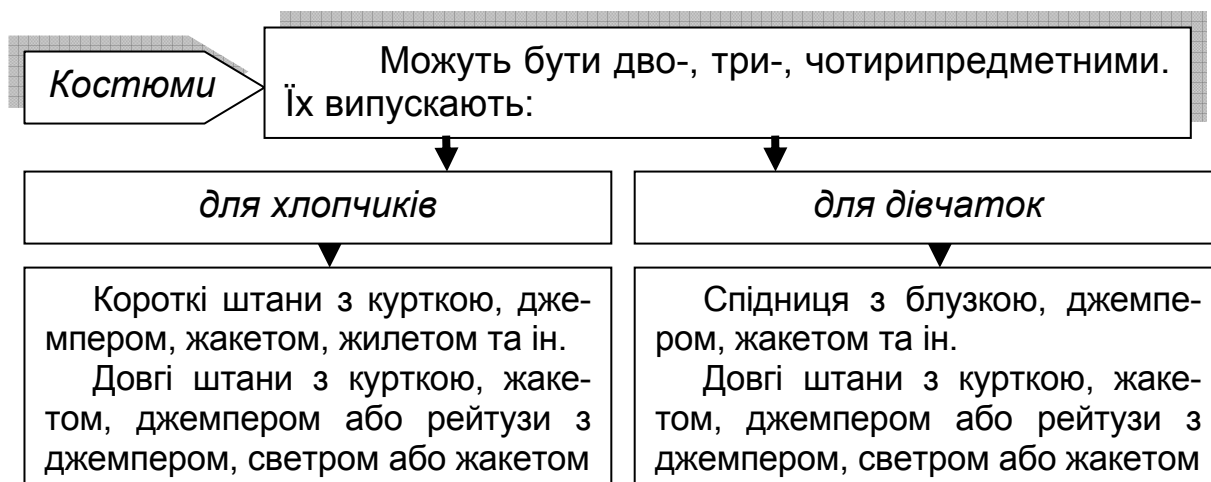 Костюми
Можуть бути дво-, три-, чотирипредметними.
Їх випускають:
для хлопчиків
для дівчаток
Короткі штани з курткою, дже-
мпером, жакетом, жилетом та ін.
Довгі штани з курткою, жаке-
том, джемпером або рейтузи з
джемпером, светром або жакетом
Спідниця з блузкою, джемпе-
ром, жакетом та ін.
Довгі штани з курткою, жаке-
том, джемпером або рейтузи з
джемпером, светром або жакетом